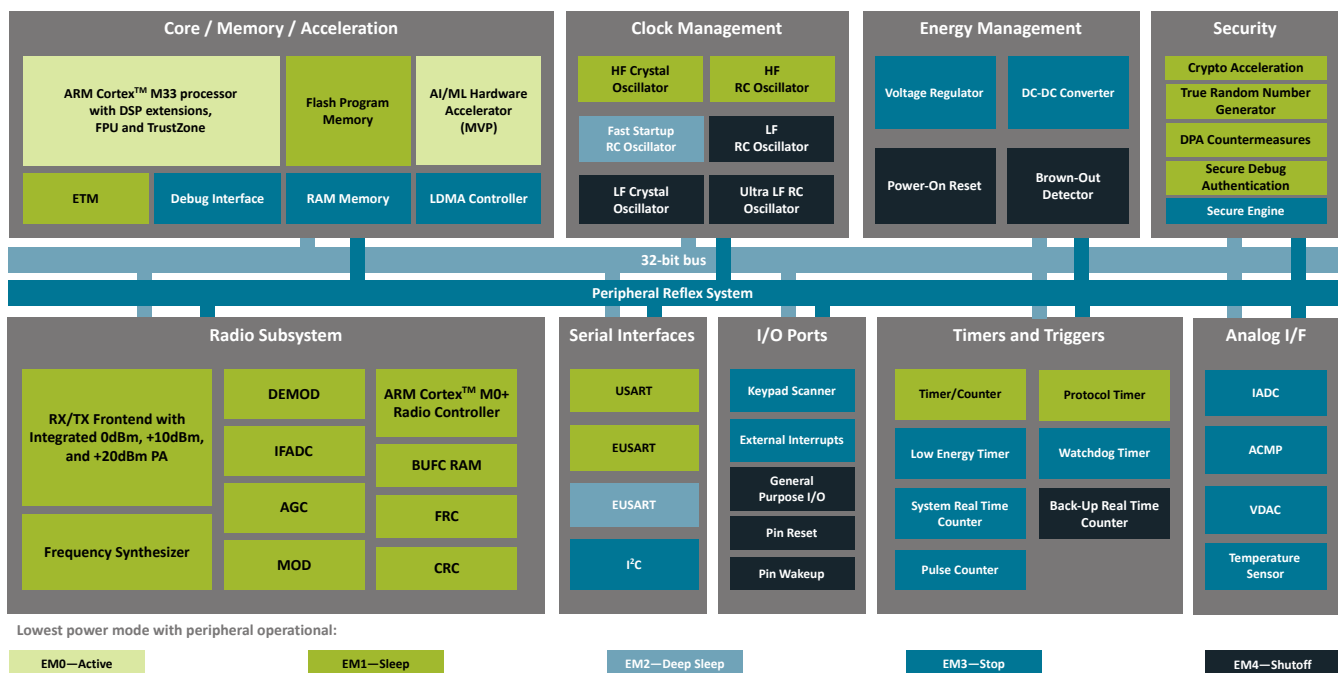 Core / Memory / Acceleration
ARM Cortex™ M33 processor
with DSP extensions,
FPU and TrustZone
Flash Program
Memory
AI/ML Hardware
Accelerator
(MVP)
ETM
Debug Interface
RAM Memory
LDMA Controller
Clock Management
HF Crystal
Oscillator
HF
RC Oscillator
Fast Startup
RC Oscillator
LF
RC Oscillator
LF Crystal
Oscillator
Ultra LF RC
Oscillator
Energy Management
Voltage Regulator
DC-DC Converter
Power-On Reset
Brown-Out
Detector
Security
Crypto Acceleration
True Random Number
Generator
DPA Countermeasures
Secure Debug
Authentication
Secure Engine
32-bit bus
Peripheral Reflex System
Radio Subsystem
RX/TX Frontend with
Integrated 0dBm, +10dBm,
and +20dBm PA
Frequency Synthesizer
DEMOD
IFADC
AGC
MOD
ARM Cortex™ M0+
Radio Controller
BUFC RAM
FRC
CRC
Serial Interfaces
USART
EUSART
EUSART
I²C
I/O Ports
Keypad Scanner
External Interrupts
General
Purpose I/O
Pin Reset
Pin Wakeup
Timers and Triggers
Timer/Counter
Protocol Timer
Low Energy Timer
Watchdog Timer
System Real Time
Counter
Back-Up Real Time
Counter
Pulse Counter
Analog I/F
IADC
ACMP
VDAC
Temperature
Sensor
Lowest power mode with peripheral operational:
EM0—Active
EM1—Sleep
EM2—Deep Sleep
EM3—Stop
EM4—Shutoff